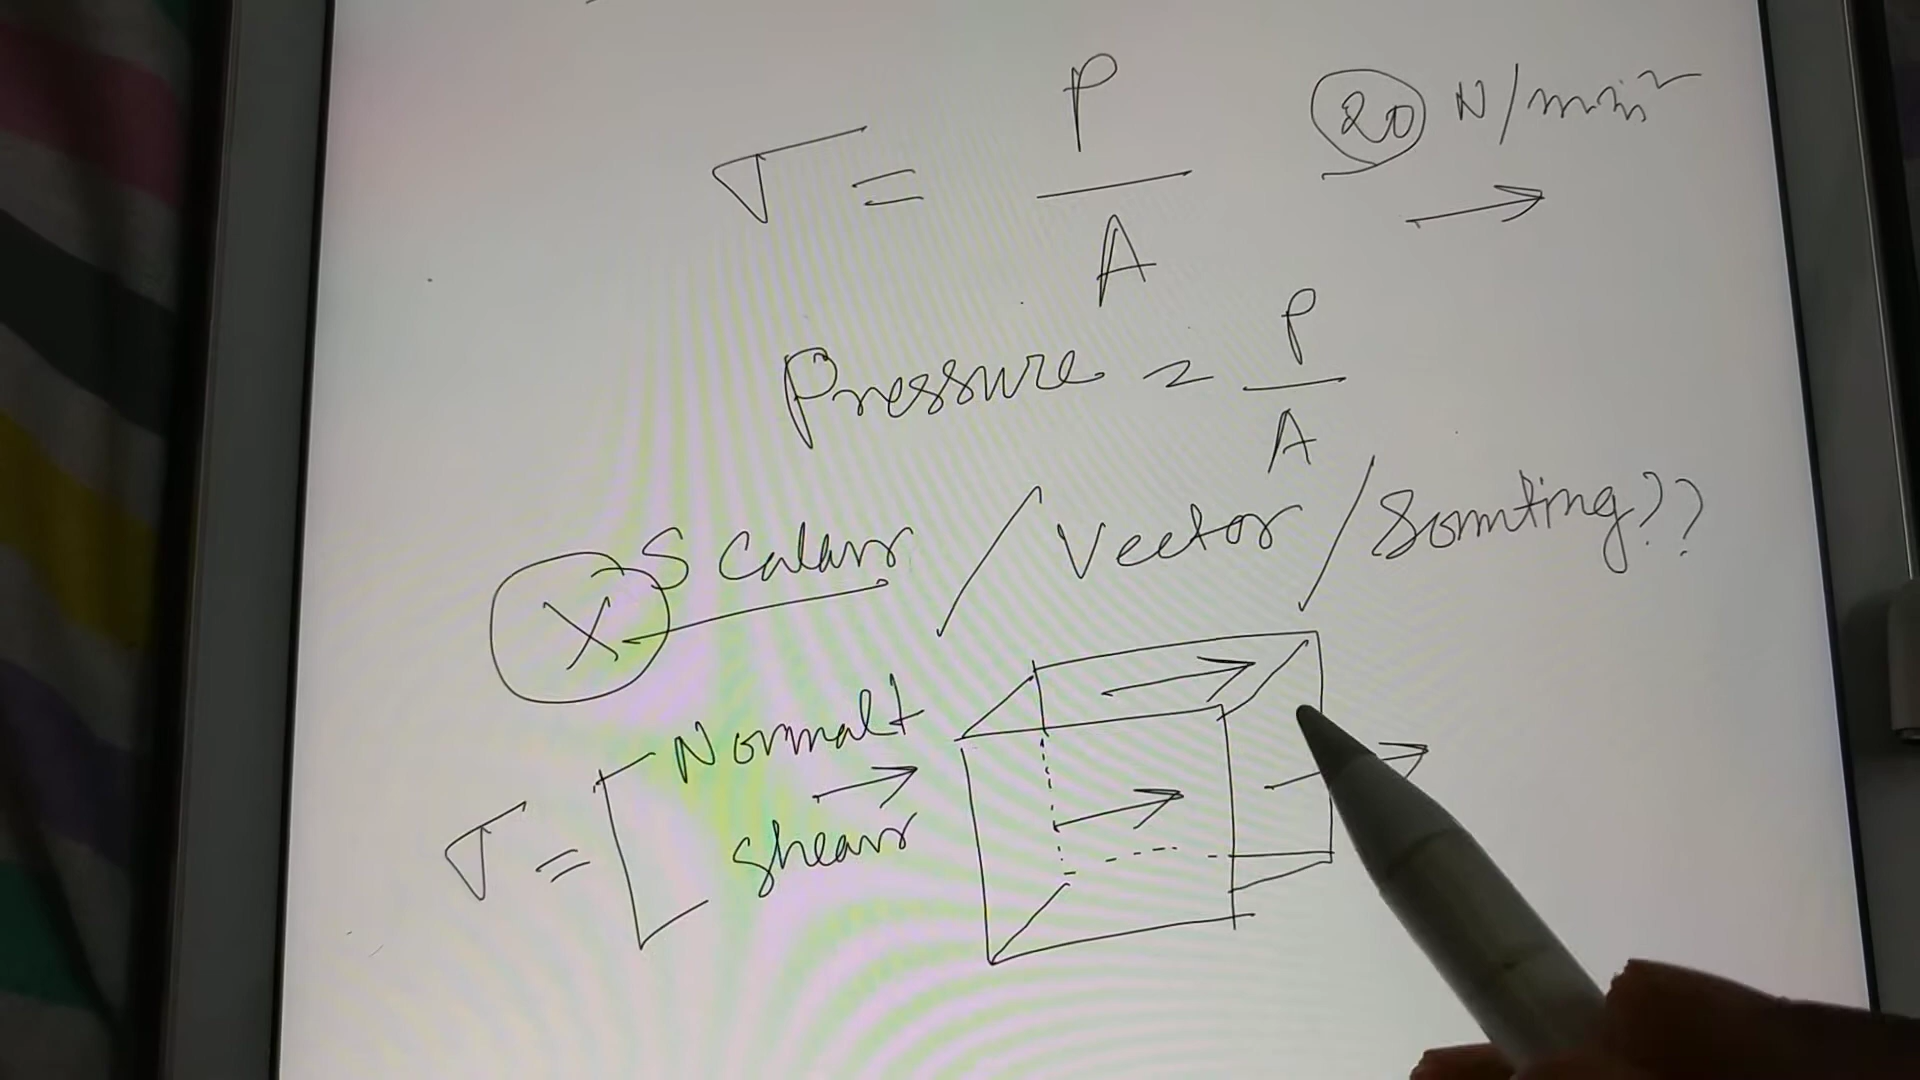 σ = P/A 20 N/mm²
Pressure = P/A
X Scalar / Vector / Somting??
σ = [ Normal
shear